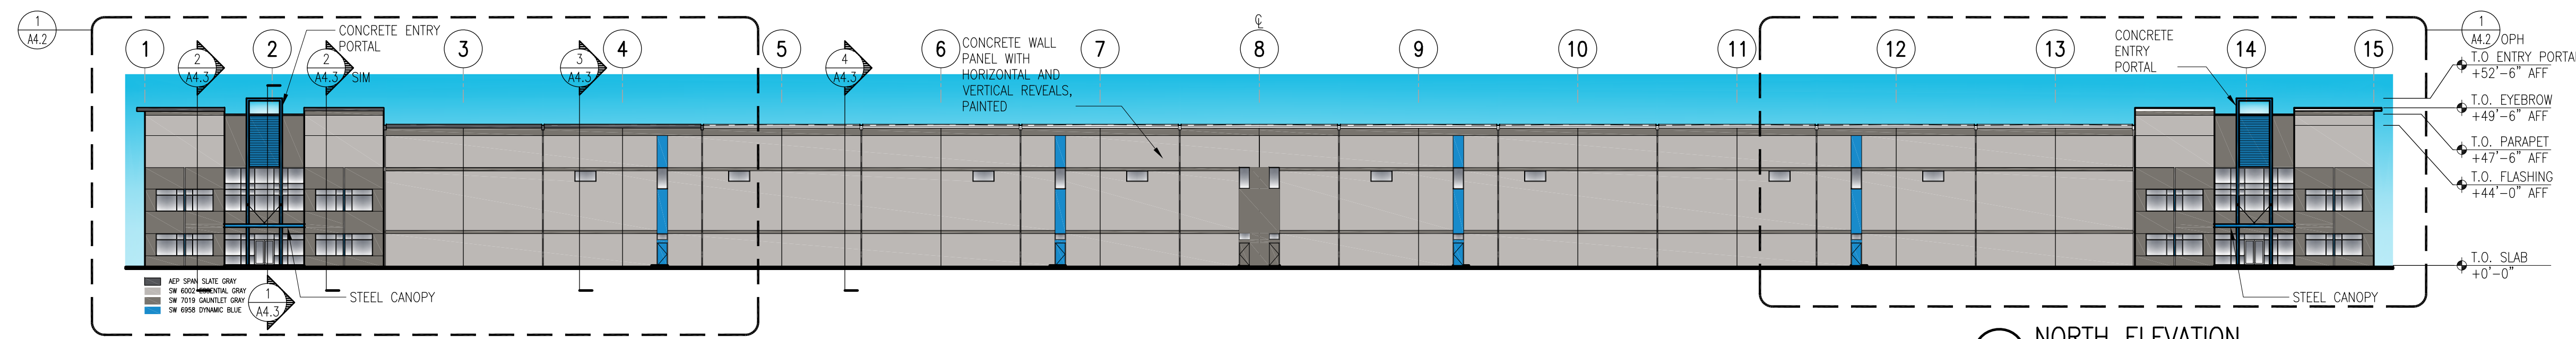 1
A4.2
1
2
3
4
5
6
7
8
9
10
11
12
13
14
15
℄
CONCRETE ENTRY
PORTAL
2
A4.3
2
A4.3 SIM
3
A4.3
4
A4.3
CONCRETE WALL
PANEL WITH
HORIZONTAL AND
VERTICAL REVEALS,
PAINTED
CONCRETE
ENTRY
PORTAL
1
A4.2 OPH
T.O ENTRY PORTAL
+52'-6" AFF
T.O. EYEBROW
+49'-6" AFF
T.O. PARAPET
+47'-6" AFF
T.O. FLASHING
+44'-0" AFF
T.O. SLAB
+0'-0"
AEP SPAN SLATE GRAY
SW 6002 ESSENTIAL GRAY
SW 7019 GAUNTLET GRAY
SW 6958 DYNAMIC BLUE
1
A4.3
STEEL CANOPY
STEEL CANOPY
NORTH ELEVATION